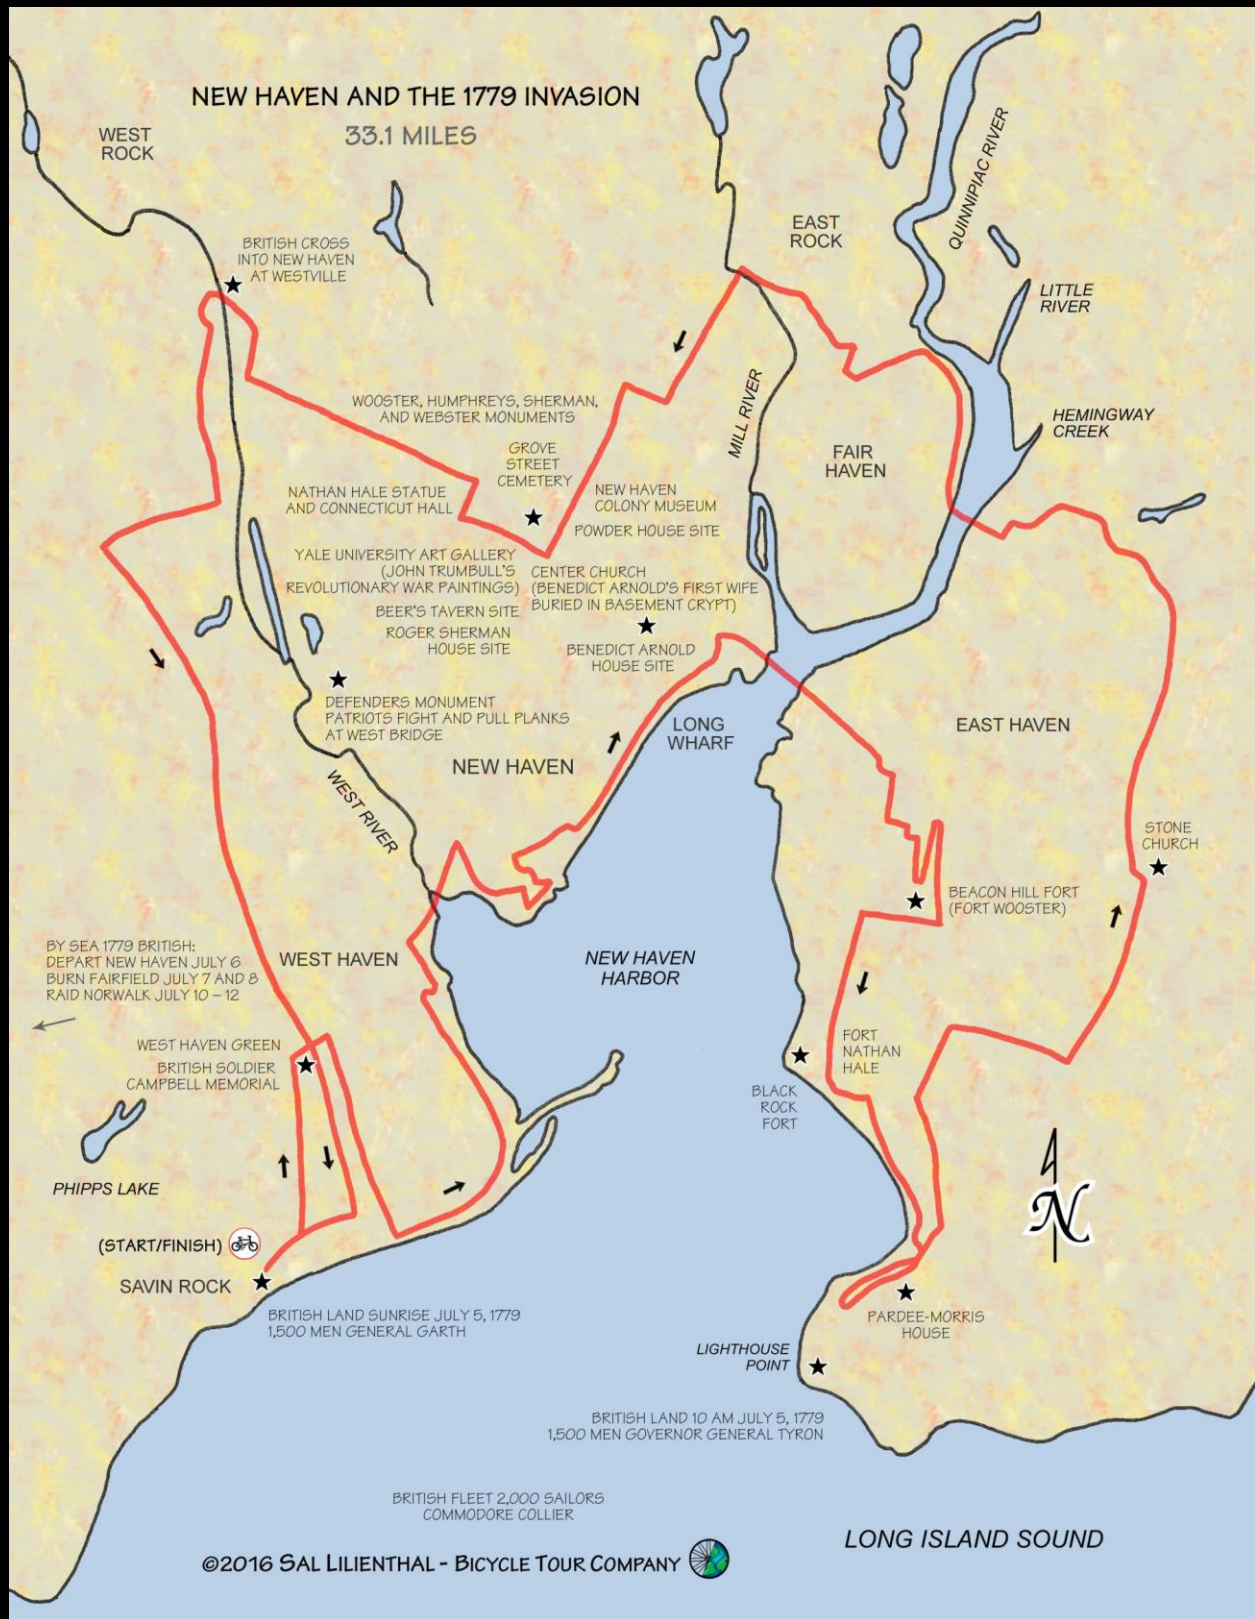 NEW HAVEN AND THE 1779 INVASION
33.1 MILES
WEST
ROCK
QUINNIPIAC RIVER
EAST
ROCK
BRITISH CROSS
INTO NEW HAVEN
AT WESTVILLE
LITTLE
RIVER
WOOSTER, HUMPHREYS, SHERMAN,
AND WEBSTER MONUMENTS
MILL RIVER
HEMINGWAY
CREEK
GROVE
STREET
CEMETERY
FAIR
HAVEN
NATHAN HALE STATUE
AND CONNECTICUT HALL
NEW HAVEN
COLONY MUSEUM
POWDER HOUSE SITE
YALE UNIVERSITY ART GALLERY
(JOHN TRUMBULL'S
REVOLUTIONARY WAR PAINTINGS)
CENTER CHURCH
(BENEDICT ARNOLD'S FIRST WIFE
BURIED IN BASEMENT CRYPT)
BEER'S TAVERN SITE
ROGER SHERMAN
HOUSE SITE
BENEDICT ARNOLD
HOUSE SITE
DEFENDERS MONUMENT
PATRIOTS FIGHT AND PULL PLANKS
AT WEST BRIDGE
LONG
WHARF
EAST HAVEN
NEW HAVEN
WEST RIVER
STONE
CHURCH
BEACON HILL FORT
(FORT WOOSTER)
BY SEA 1779 BRITISH:
DEPART NEW HAVEN JULY 6
BURN FAIRFIELD JULY 7 AND 8
RAID NORWALK JULY 10 – 12
WEST HAVEN
NEW HAVEN
HARBOR
WEST HAVEN GREEN
BRITISH SOLDIER
CAMPBELL MEMORIAL
FORT
NATHAN
HALE
BLACK
ROCK
FORT
PHIPPS LAKE
N
(START/FINISH)
SAVIN ROCK
BRITISH LAND SUNRISE JULY 5, 1779
1,500 MEN GENERAL GARTH
PARDEE-MORRIS
HOUSE
LIGHTHOUSE
POINT
BRITISH LAND 10 AM JULY 5, 1779
1,500 MEN GOVERNOR GENERAL TYRON
BRITISH FLEET 2,000 SAILORS
COMMODORE COLLIER
LONG ISLAND SOUND
©2016 SAL LILIENTHAL - BICYCLE TOUR COMPANY